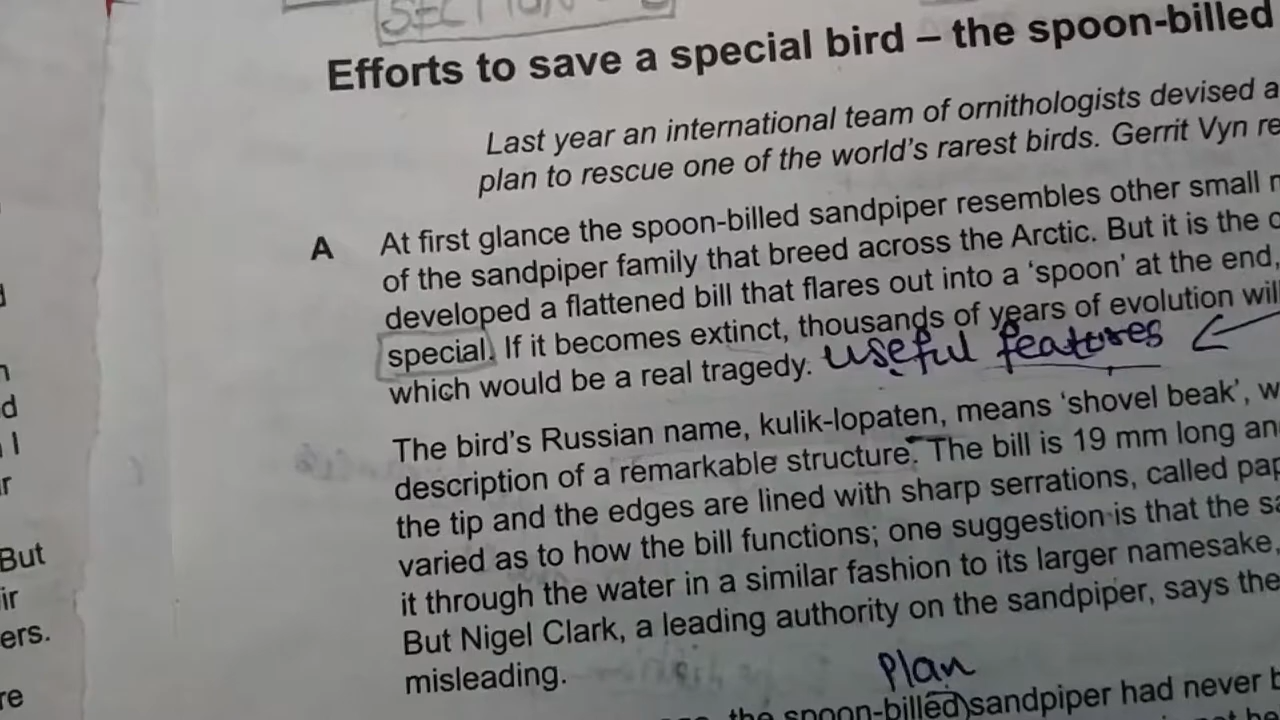 SECTION
Efforts to save a special bird – the spoon-billed
Last year an international team of ornithologists devised a
plan to rescue one of the world's rarest birds. Gerrit Vyn
A At first glance the spoon-billed sandpiper resembles other small
of the sandpiper family that breed across the Arctic. But it is the
developed a flattened bill that flares out into a 'spoon' at the end,
special. If it becomes extinct, thousands of years of evolution
which would be a real tragedy. useful features
The bird's Russian name, kulik-lopaten, means 'shovel beak',
description of a remarkable structure. The bill is 19 mm long
the tip and the edges are lined with sharp serrations, called
varied as to how the bill functions; one suggestion is that the
it through the water in a similar fashion to its larger namesake,
But Nigel Clark, a leading authority on the sandpiper, says the
misleading.
Plan
the spoon-billed sandpiper had never
But
ers.